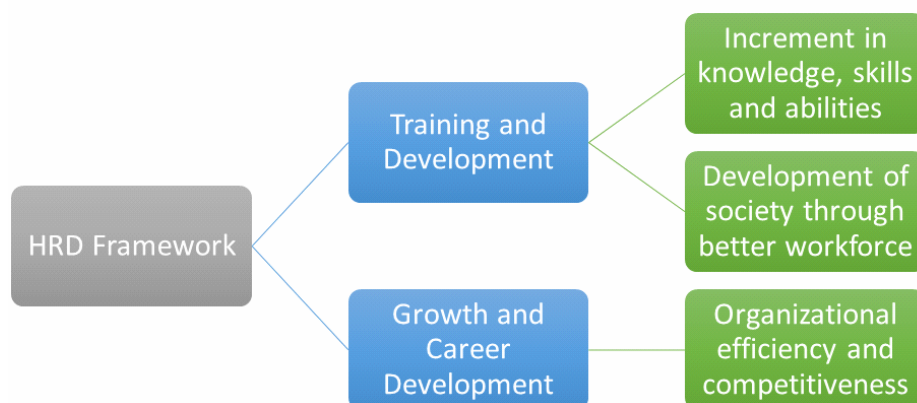 HRD Framework
Training and
Development
Increment in
knowledge, skills
and abilities
Development of
society through
better workforce
Growth and
Career
Development
Organizational
efficiency and
competitiveness